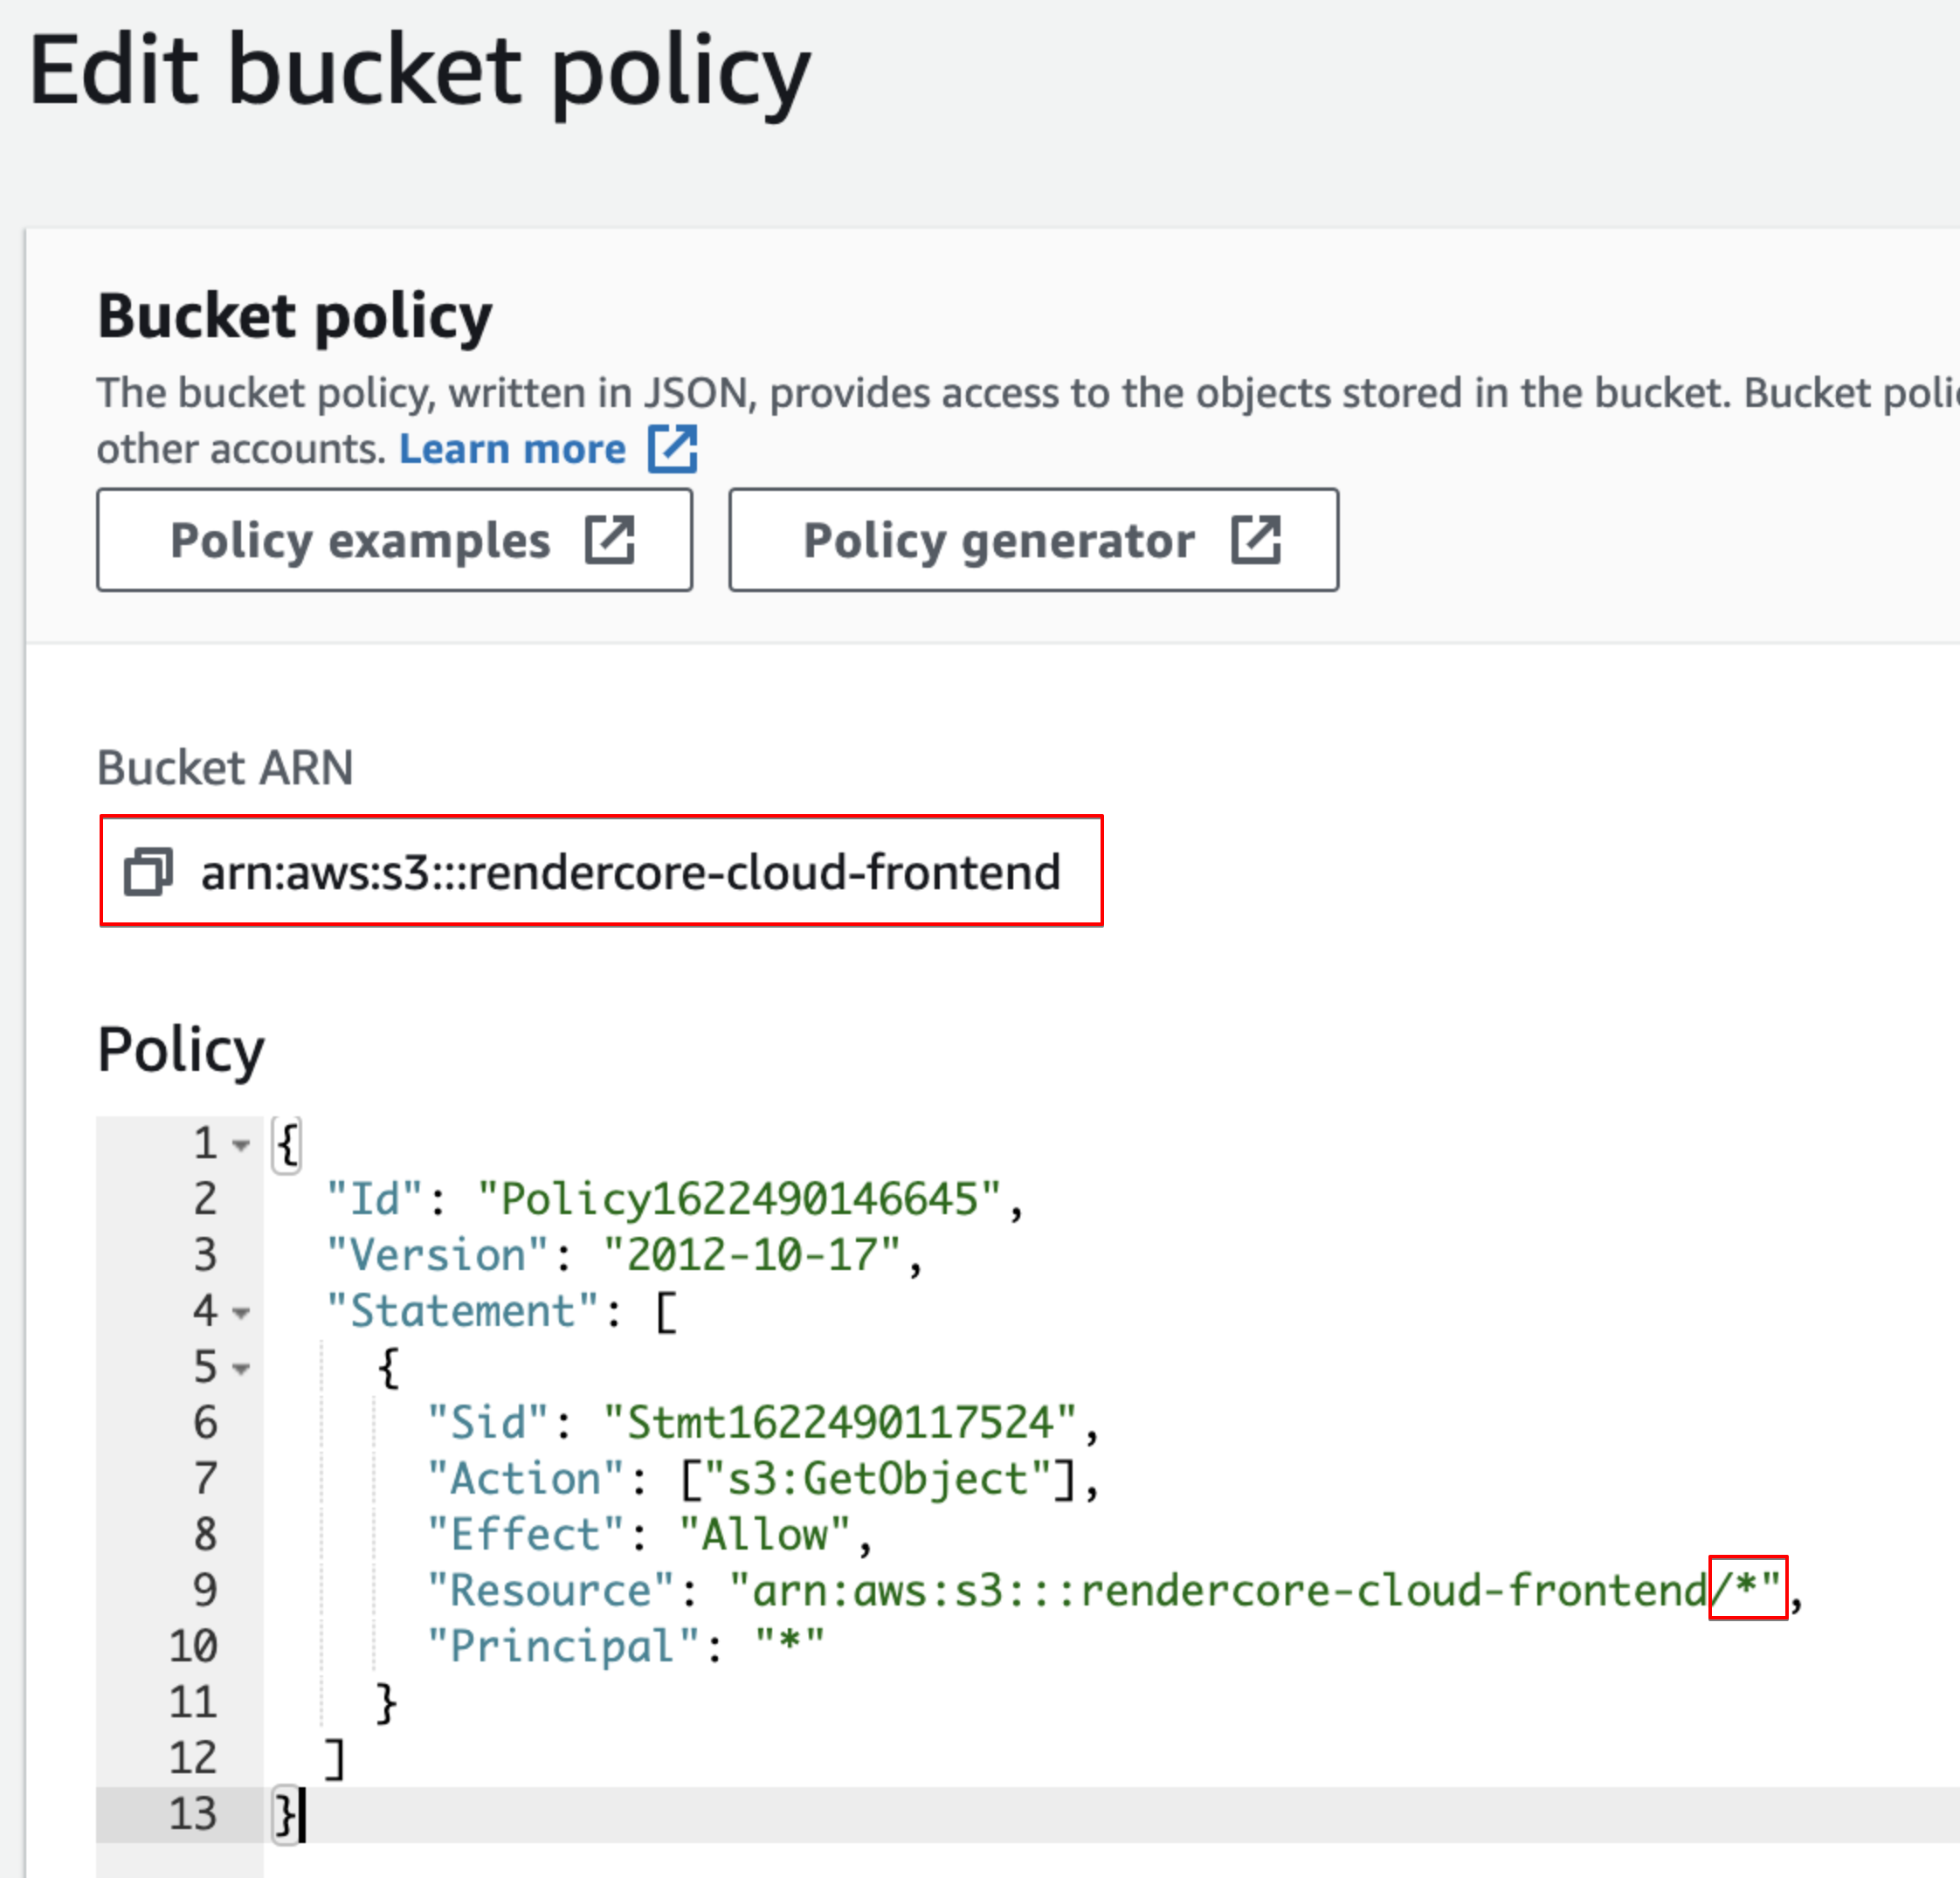 Edit bucket policy
Bucket policy
The bucket policy, written in JSON, provides access to the objects stored in the bucket. Bucket
other accounts. Learn more
Policy examples
Policy generator
Bucket ARN
arn:aws:s3:::rendercore-cloud-frontend
Policy
1 {
2 "Id": "Policy1622490146645",
3 "Version": "2012-10-17",
4 "Statement": [
5 {
6 "Sid": "Stmt1622490117524",
7 "Action": ["s3:GetObject"],
8 "Effect": "Allow",
9 "Resource": "arn:aws:s3:::rendercore-cloud-frontend/*",
10 "Principal": "*"
11 }
12 ]
13 }